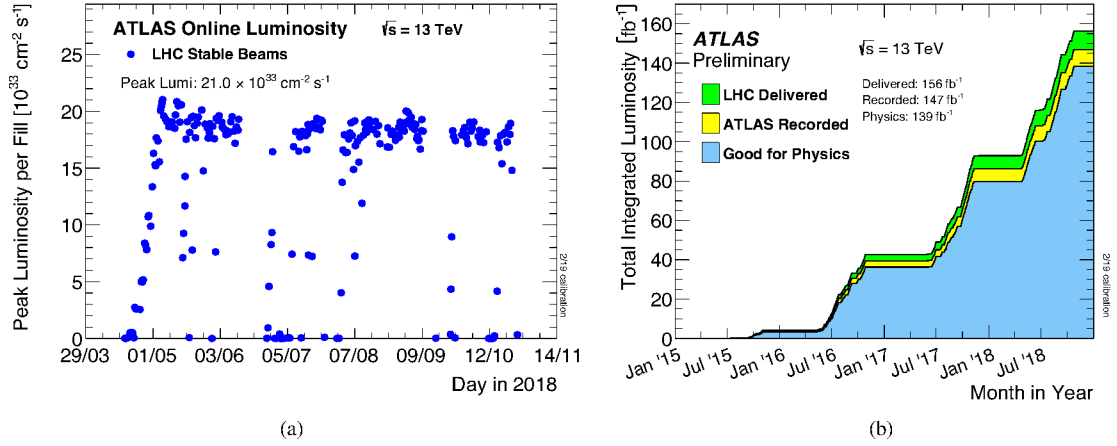 ATLAS Online Luminosity √s = 13 TeV
LHC Stable Beams
Peak Lumi: 21.0 × 10³³ cm⁻² s⁻¹
Peak Luminosity per Fill [10³³ cm⁻² s⁻¹]
25
20
15
10
5
0
29/03 01/05 03/06 05/07 07/08 09/09 12/10 14/11
Day in 2018
2/19 calibration
(a)
ATLAS
Preliminary
√s = 13 TeV
LHC Delivered
ATLAS Recorded
Good for Physics
Delivered: 156 fb⁻¹
Recorded: 147 fb⁻¹
Physics: 139 fb⁻¹
Total Integrated Luminosity [fb⁻¹]
160
140
120
100
80
60
40
20
0
Jan '15 Jul '15 Jan '16 Jul '16 Jan '17 Jul '17 Jan '18 Jul '18
Month in Year
2/19 calibration
(b)